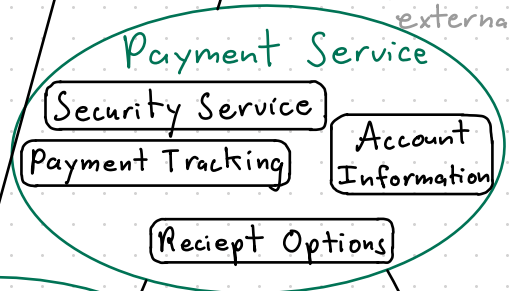 externa
Payment Service
Security Service
Payment Tracking
Account
Information
Reciept Options